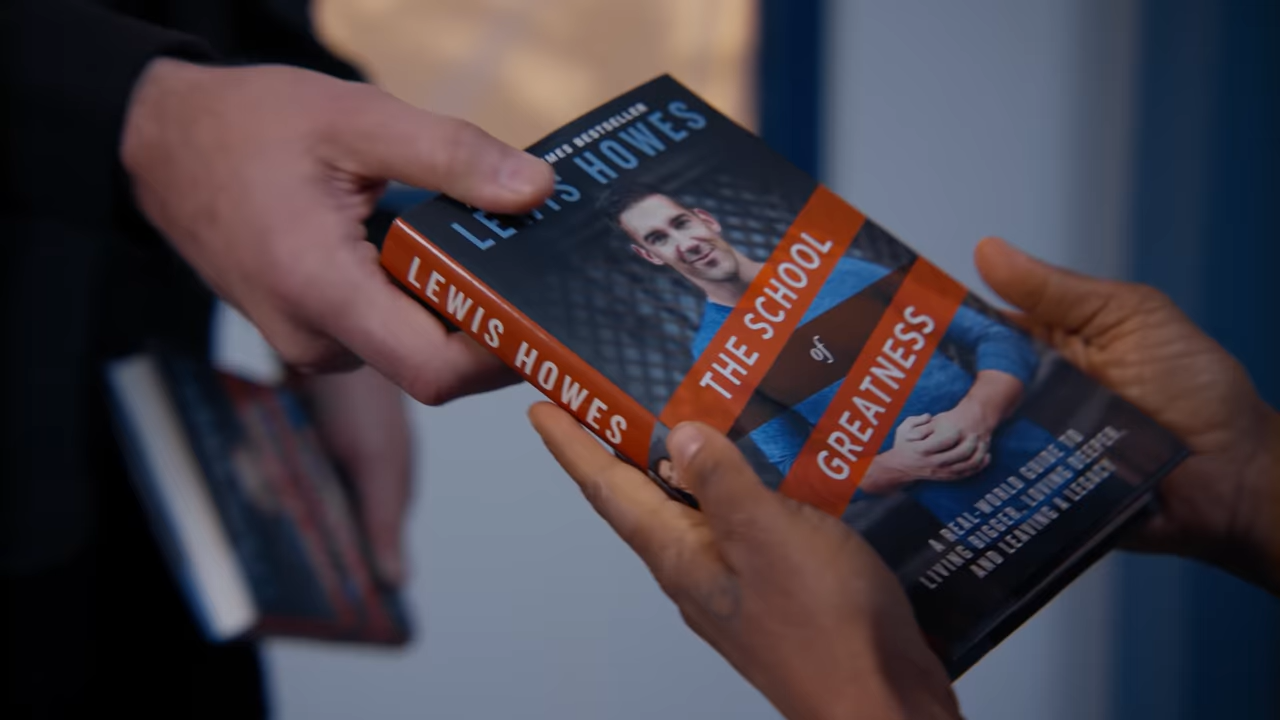 MES BESTSELLER
LEWIS HOWES
THE SCHOOL
of
GREATNESS
A REAL-WORLD GUIDE TO
LIVING BIGGER, LOVING DEEPER,
AND LEAVING A LEGACY
LEWIS HOWES